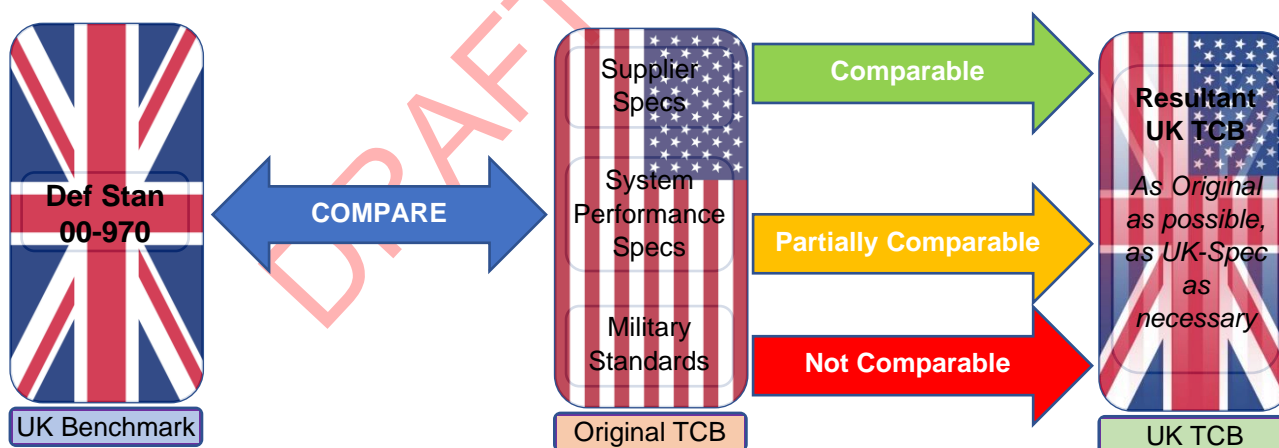 DRAFT
Def Stan
00-970
UK Benchmark
COMPARE
Supplier
Specs
System
Performance
Specs
Military
Standards
Original TCB
Comparable
Partially Comparable
Not Comparable
Resultant
UK TCB
As Original
as possible,
as UK-Spec
as
necessary
UK TCB